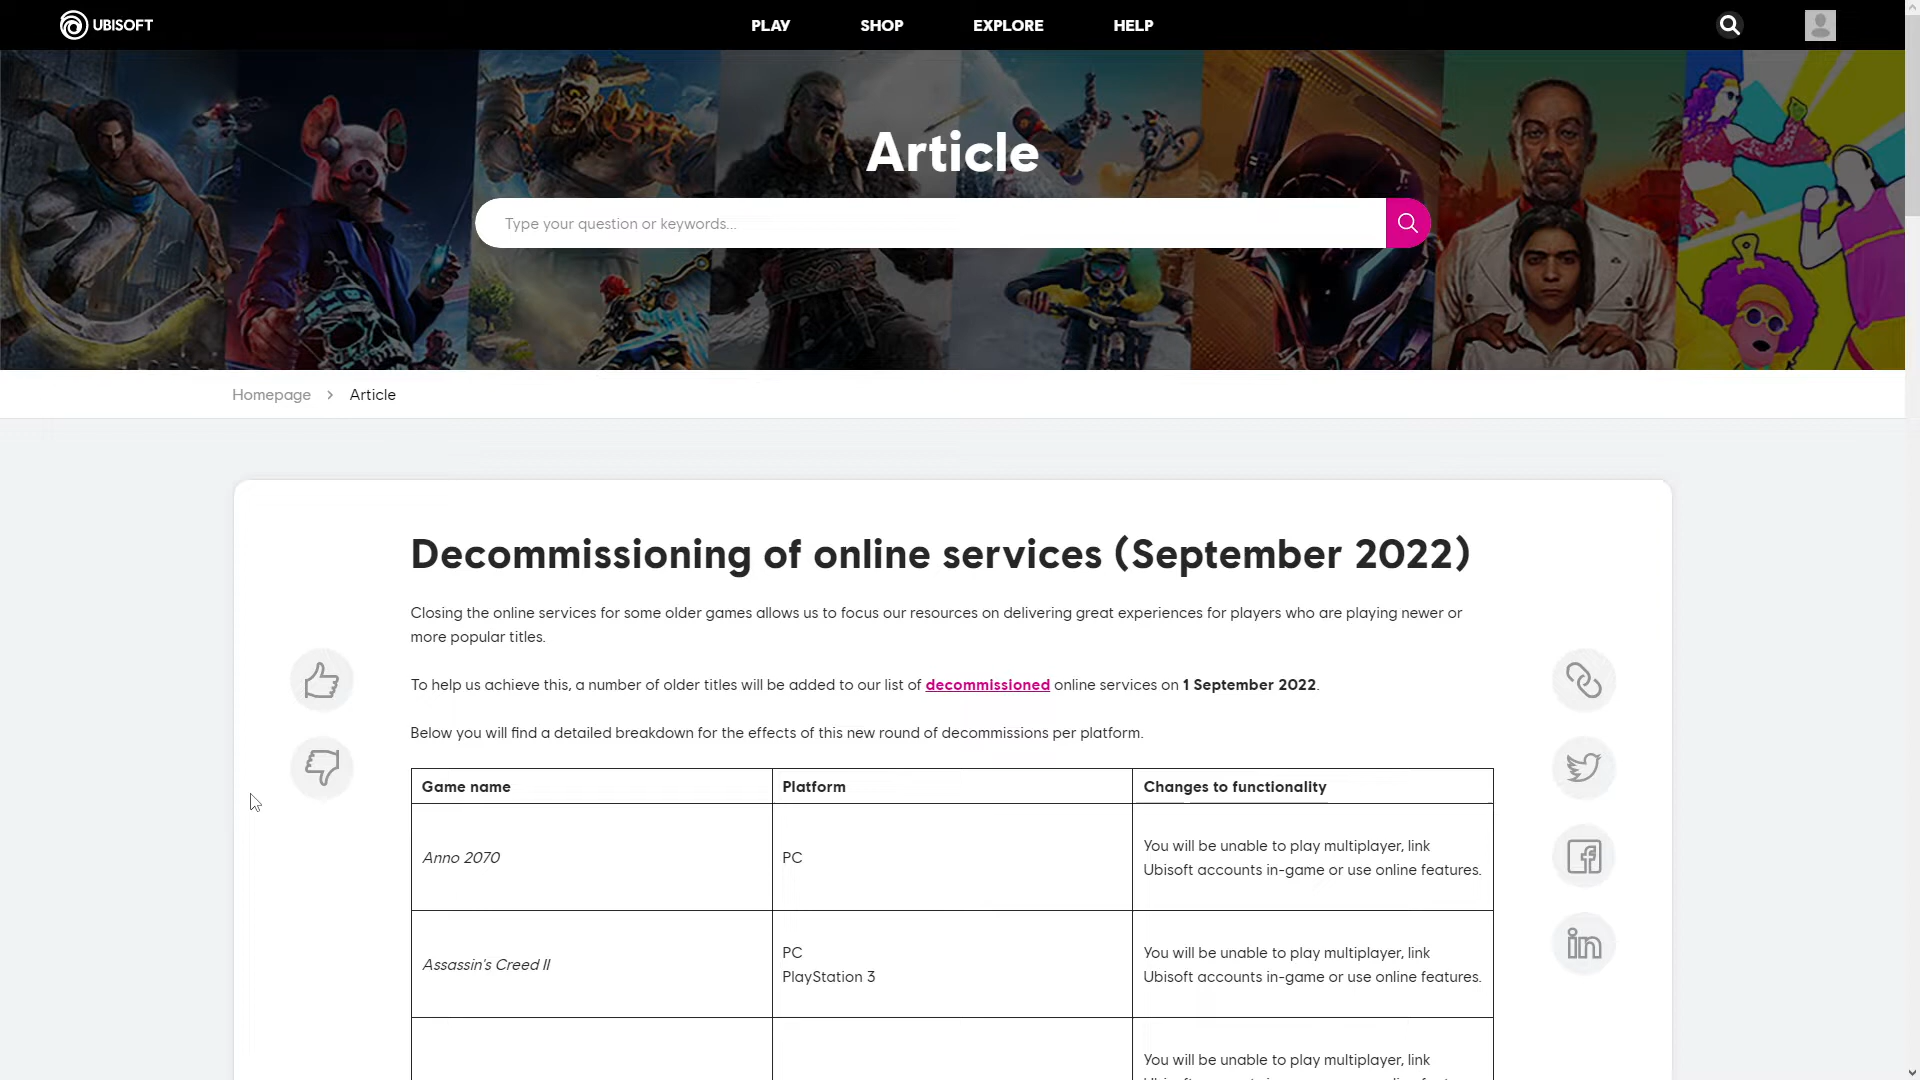 UBISOFT
PLAY
SHOP
EXPLORE
HELP
Article
Type your question or keywords...
Homepage > Article
Decommissioning of online services (September 2022)
Closing the online services for some older games allows us to focus our resources on delivering great experiences for players who are playing newer or
more popular titles.
To help us achieve this, a number of older titles will be added to our list of decommissioned online services on 1 September 2022.
Below you will find a detailed breakdown for the effects of this new round of decommissions per platform.
Game name
Platform
Changes to functionality
Anno 2070
PC
You will be unable to play multiplayer, link
Ubisoft accounts in-game or use online features.
Assassin's Creed II
PC
PlayStation 3
You will be unable to play multiplayer, link
Ubisoft accounts in-game or use online features.
You will be unable to play multiplayer, link